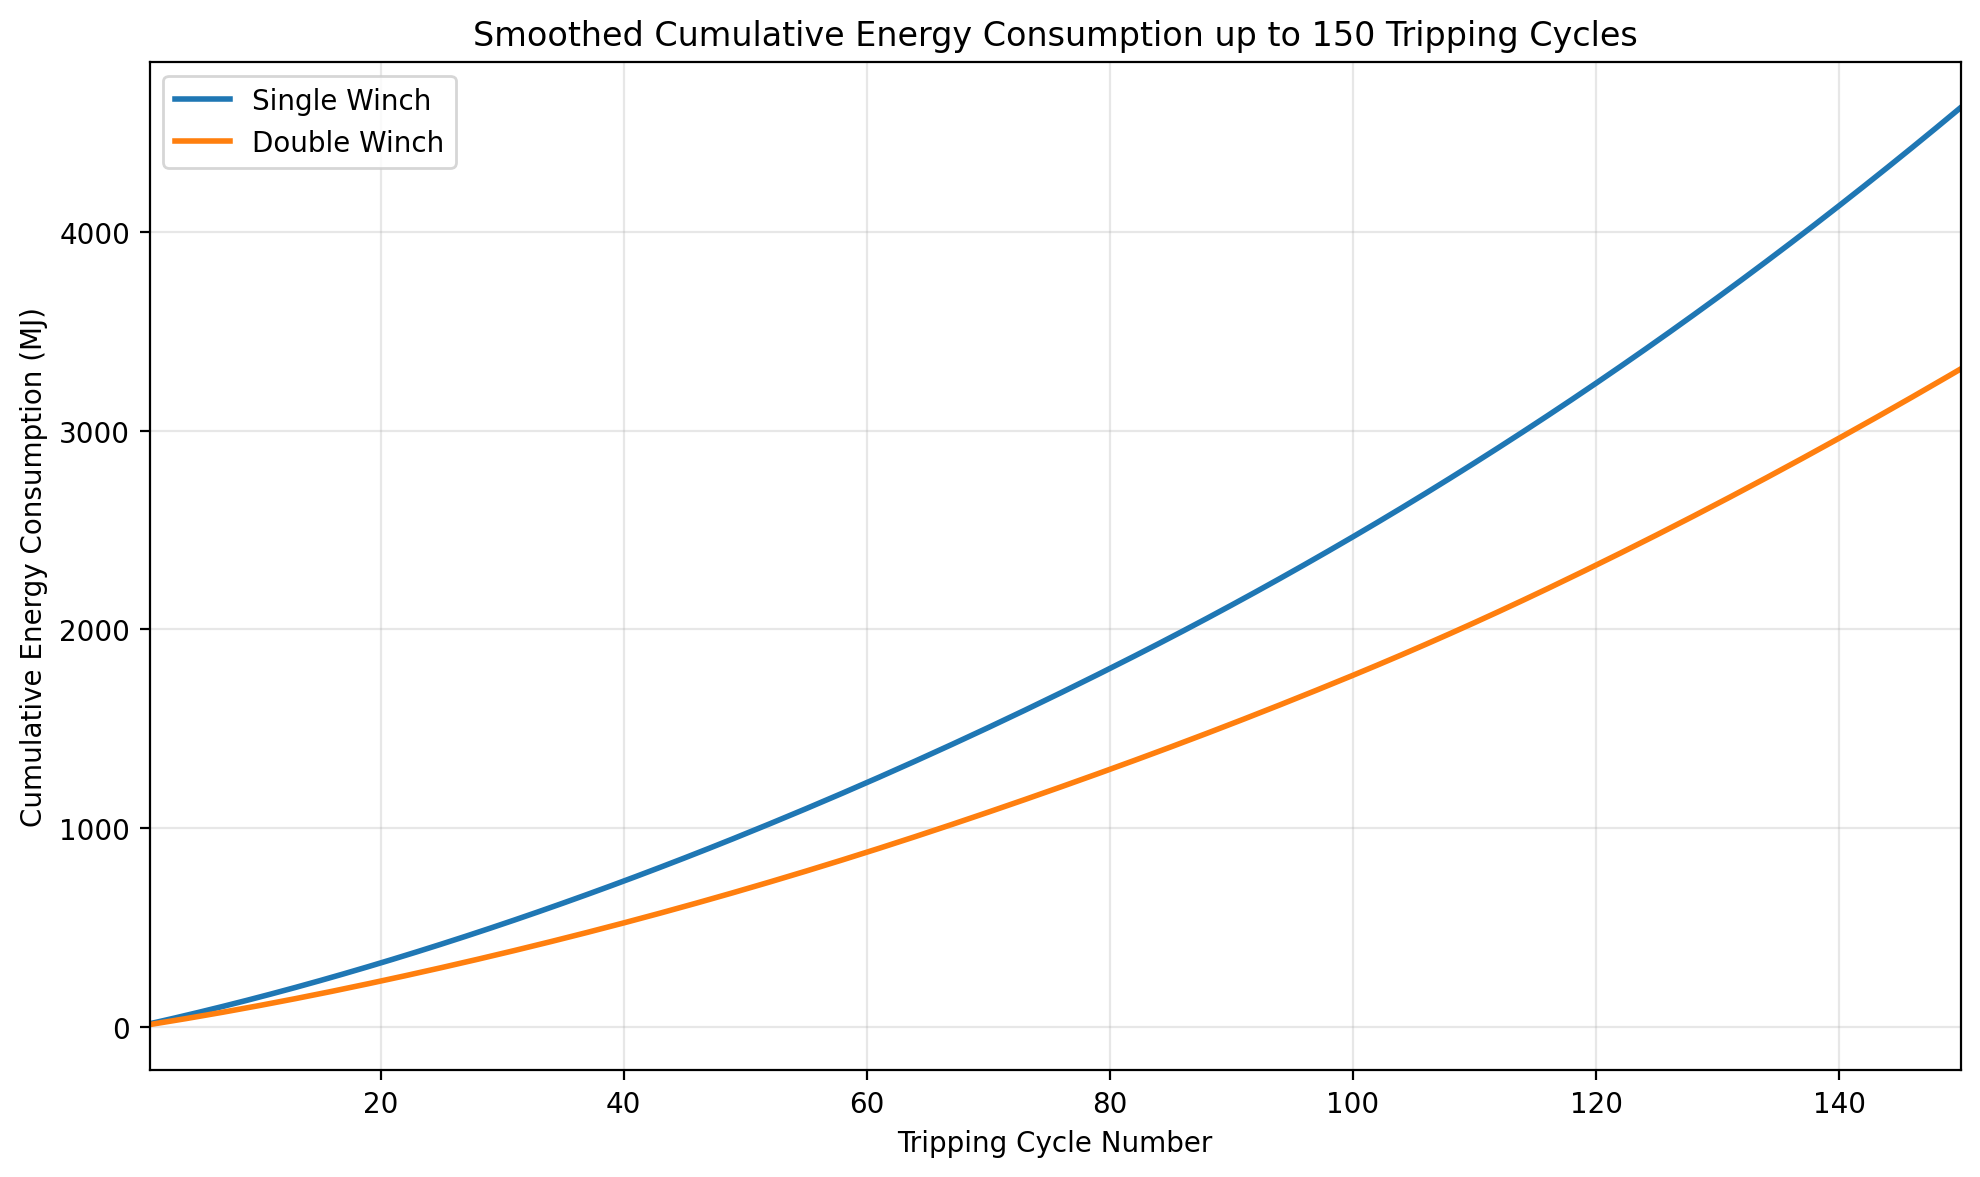 Smoothed Cumulative Energy Consumption up to 150 Tripping Cycles
Single Winch
Double Winch
Cumulative Energy Consumption (MJ)
4000
3000
2000
1000
0
20 40 60 80 100 120 140
Tripping Cycle Number